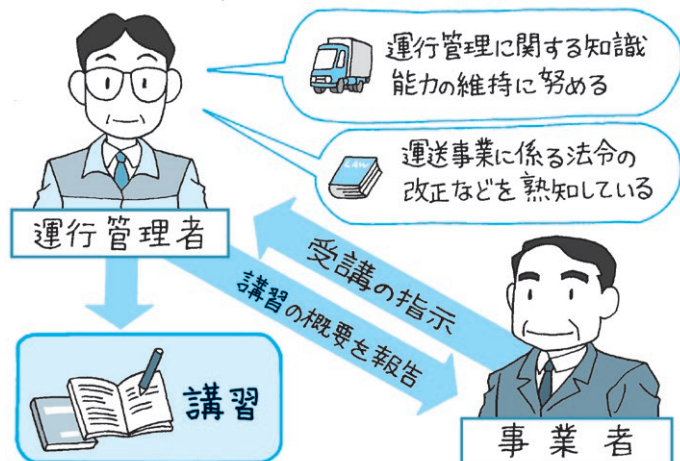 運行管理に関する知識
能力の維持に努める
LAW
運送事業に係る法令の
改正などを熟知している
運行管理者
受講の指示
講習の概要を報告
講習
事業者